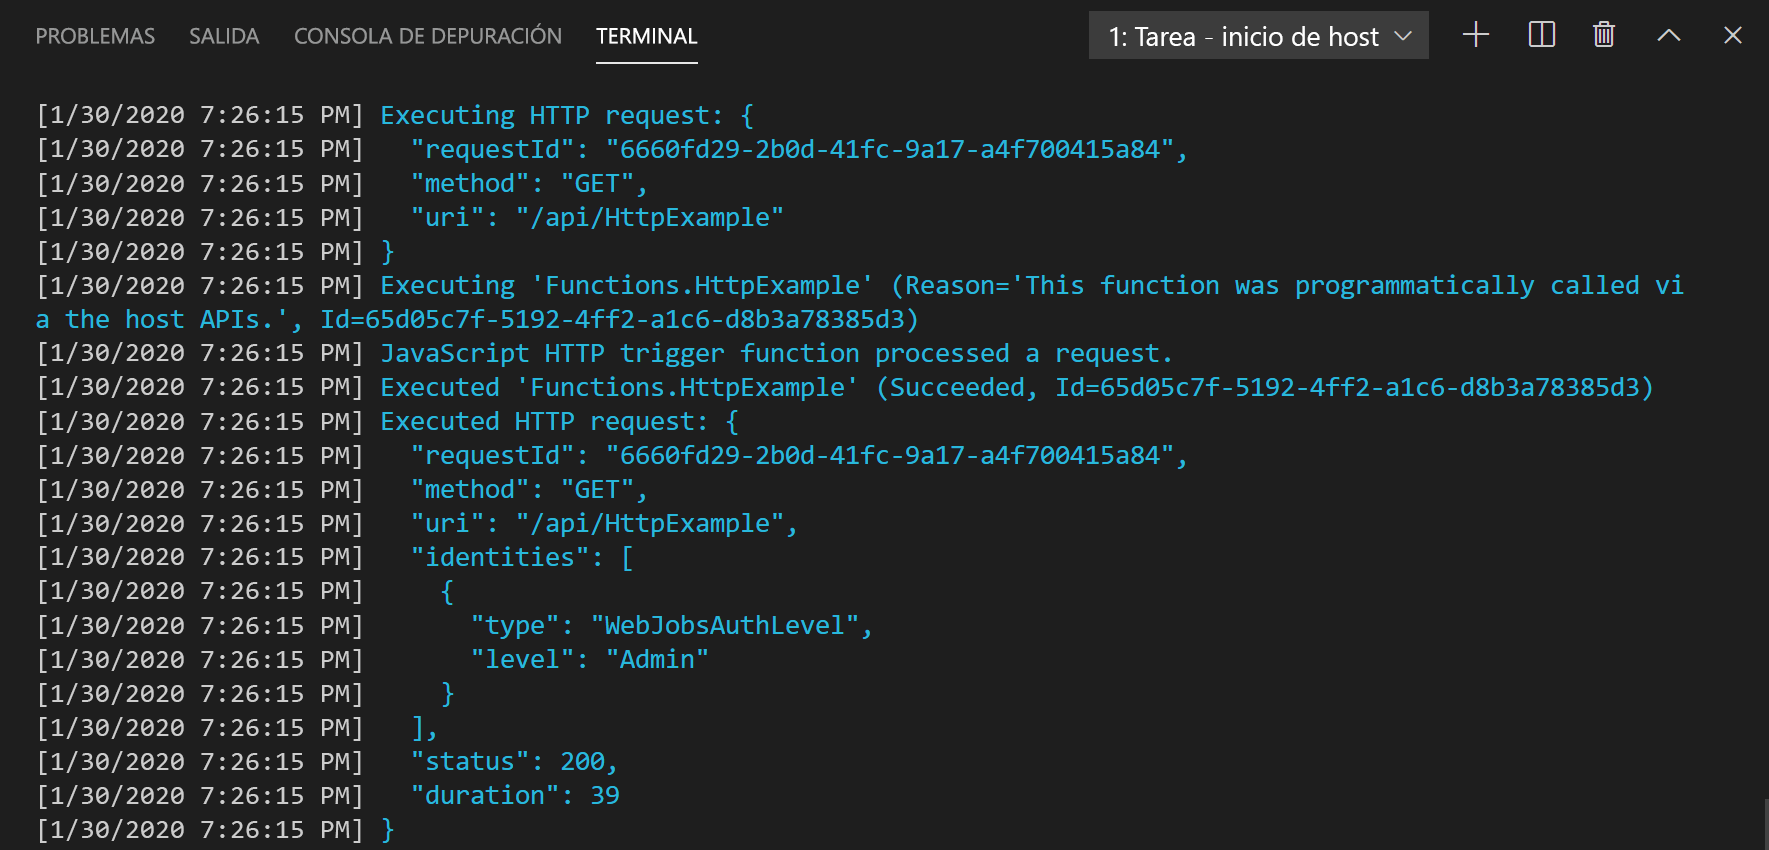 PROBLEMAS SALIDA CONSOLA DE DEPURACIÓN TERMINAL 1: Tarea - inicio de host
[1/30/2020 7:26:15 PM] Executing HTTP request: {
[1/30/2020 7:26:15 PM]   "requestId": "6660fd29-2b0d-41fc-9a17-a4f700415a84",
[1/30/2020 7:26:15 PM]   "method": "GET",
[1/30/2020 7:26:15 PM]   "uri": "/api/HttpExample"
[1/30/2020 7:26:15 PM] }
[1/30/2020 7:26:15 PM] Executing 'Functions.HttpExample' (Reason='This function was programmatically called vi
a the host APIs.', Id=65d05c7f-5192-4ff2-a1c6-d8b3a78385d3)
[1/30/2020 7:26:15 PM] JavaScript HTTP trigger function processed a request.
[1/30/2020 7:26:15 PM] Executed 'Functions.HttpExample' (Succeeded, Id=65d05c7f-5192-4ff2-a1c6-d8b3a78385d3)
[1/30/2020 7:26:15 PM] Executed HTTP request: {
[1/30/2020 7:26:15 PM]   "requestId": "6660fd29-2b0d-41fc-9a17-a4f700415a84",
[1/30/2020 7:26:15 PM]   "method": "GET",
[1/30/2020 7:26:15 PM]   "uri": "/api/HttpExample",
[1/30/2020 7:26:15 PM]   "identities": [
[1/30/2020 7:26:15 PM]     {
[1/30/2020 7:26:15 PM]       "type": "WebJobsAuthLevel",
[1/30/2020 7:26:15 PM]       "level": "Admin"
[1/30/2020 7:26:15 PM]     }
[1/30/2020 7:26:15 PM]   ],
[1/30/2020 7:26:15 PM]   "status": 200,
[1/30/2020 7:26:15 PM]   "duration": 39
[1/30/2020 7:26:15 PM] }